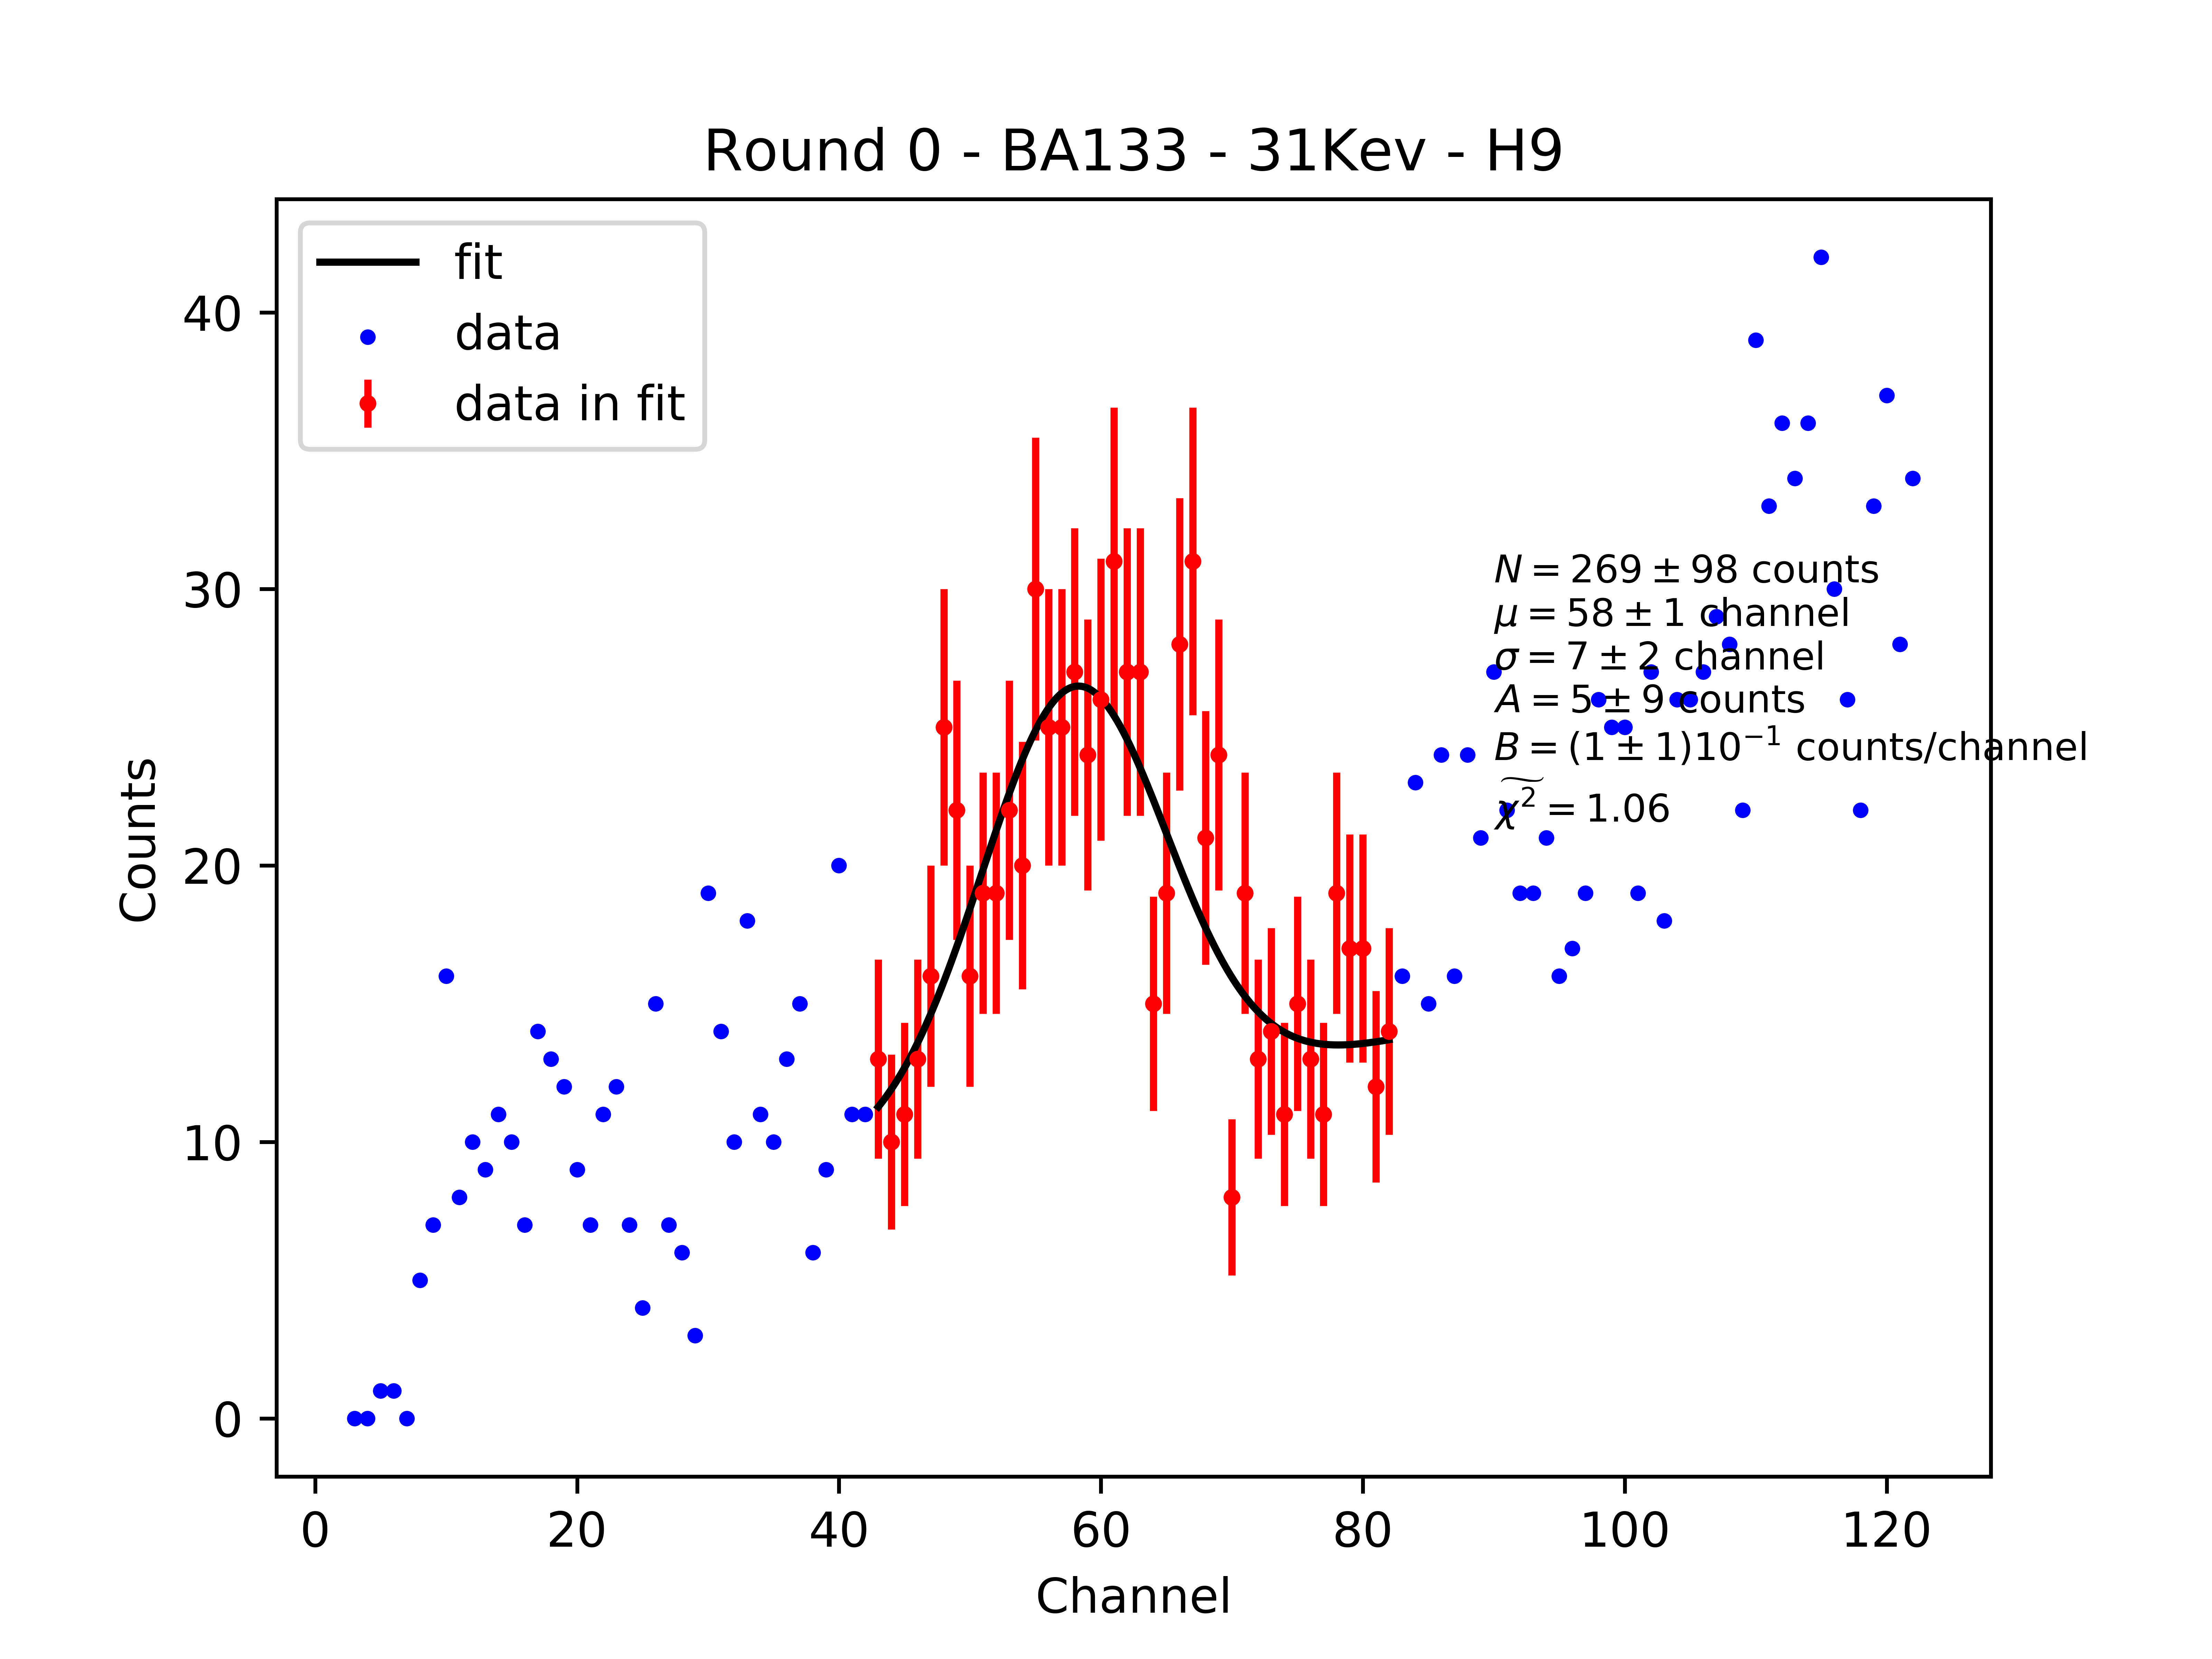 Round 0 - BA133 - 31Kev - H9
fit
data
data in fit
40
30
20
10
0
Counts
N = 269 ± 98 counts
μ = 58 ± 1 channel
σ = 7 ± 2 channel
A = 5 ± 9 counts
B = (1 ± 1)10⁻¹ counts/channel
χ̃² = 1.06
0 20 40 60 80 100 120
Channel